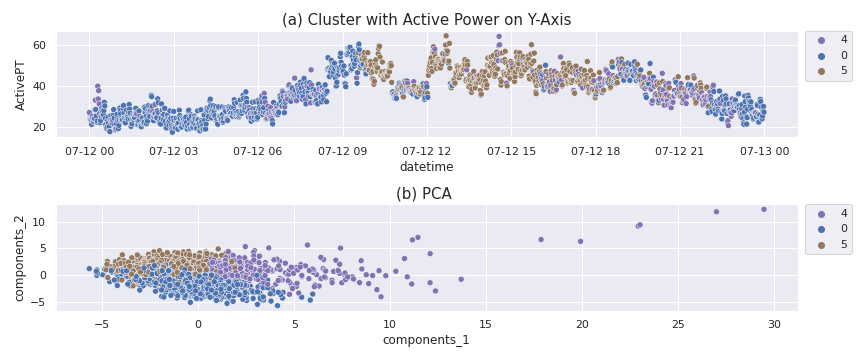 (a) Cluster with Active Power on Y-Axis
4
0
5
60
40
20
ActivePT
07-12 00 07-12 03 07-12 06 07-12 09 07-12 12 07-12 15 07-12 18 07-12 21 07-13 00
datetime
(b) PCA
4
0
5
10
5
0
−5
components_2
−5 0 5 10 15 20 25 30
components_1